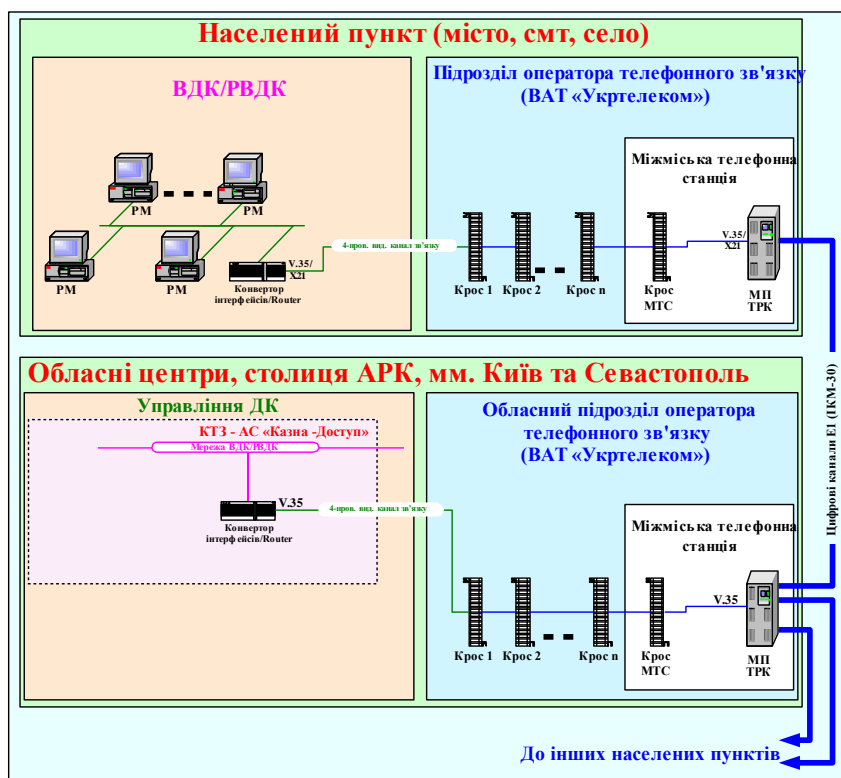 Населений пункт (місто, смт, село)
ВДК/РВДК
Підрозділ оператора телефонного зв'язку
(ВАТ «Укртелеком»)
РМ
РМ
РМ
РМ
V.35/
X21
Конвертор
інтерфейсів/Router
4-пров. вид. канал зв'язку
Крос 1
Крос 2
Крос n
Міжміська телефонна
станція
Крос
МТС
V.35/
X21
МП
ТРК
Обласні центри, столиця АРК, мм. Київ та Севастополь
Управління ДК
КТЗ - АС «Казна -Доступ»
Мережа ВДК/РВДК
V.35
Конвертор
інтерфейсів/Router
4-пров. вид. канал зв'язку
Обласний підрозділ оператора
телефонного зв'язку
(ВАТ «Укртелеком»)
Крос 1
Крос 2
Крос n
Міжміська телефонна
станція
Крос
МТС
V.35
МП
ТРК
Цифрові канали E1 (ІКМ-30)
До інших населених пунктів